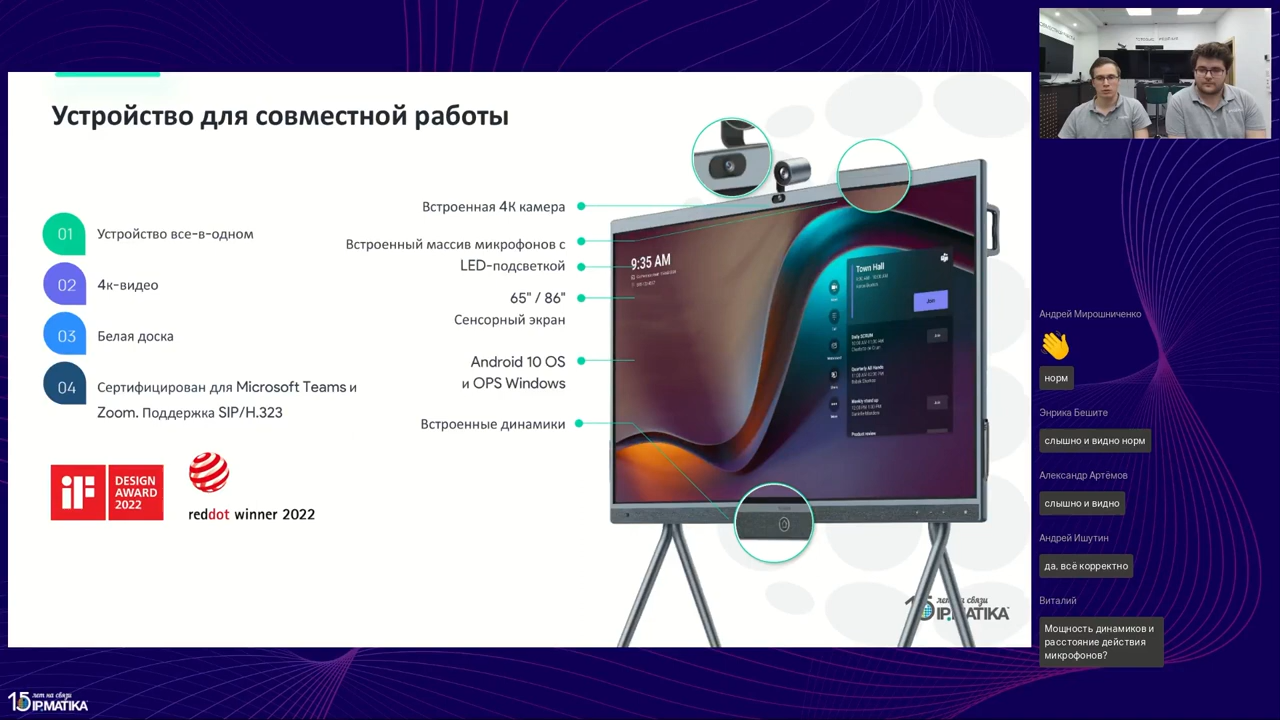 Устройство для совместной работы
01
Устройство все-в-одном
02
4к-видео
03
Белая доска
04
Сертифицирован для Microsoft Teams и
Zoom. Поддержка SIP/H.323
iF
DESIGN
AWARD
2022
reddot winner 2022
Встроенная 4К камера
Встроенный массив микрофонов с
LED-подсветкой
65" / 86"
Сенсорный экран
Android 10 OS
и OPS Windows
Встроенные динамики
9:35 AM
Town Hall
Join
Product review
15 лет на связи
IPMATIKA
Андрей Мирошниченко
норм
Энрика Бешите
слышно и видно норм
Александр Артёмов
слышно и видно
Андрей Ишутин
да, всё корректно
Виталий
Мощность динамиков и
расстояние действия
микрофонов?
15 лет на связи
IPMATIKA